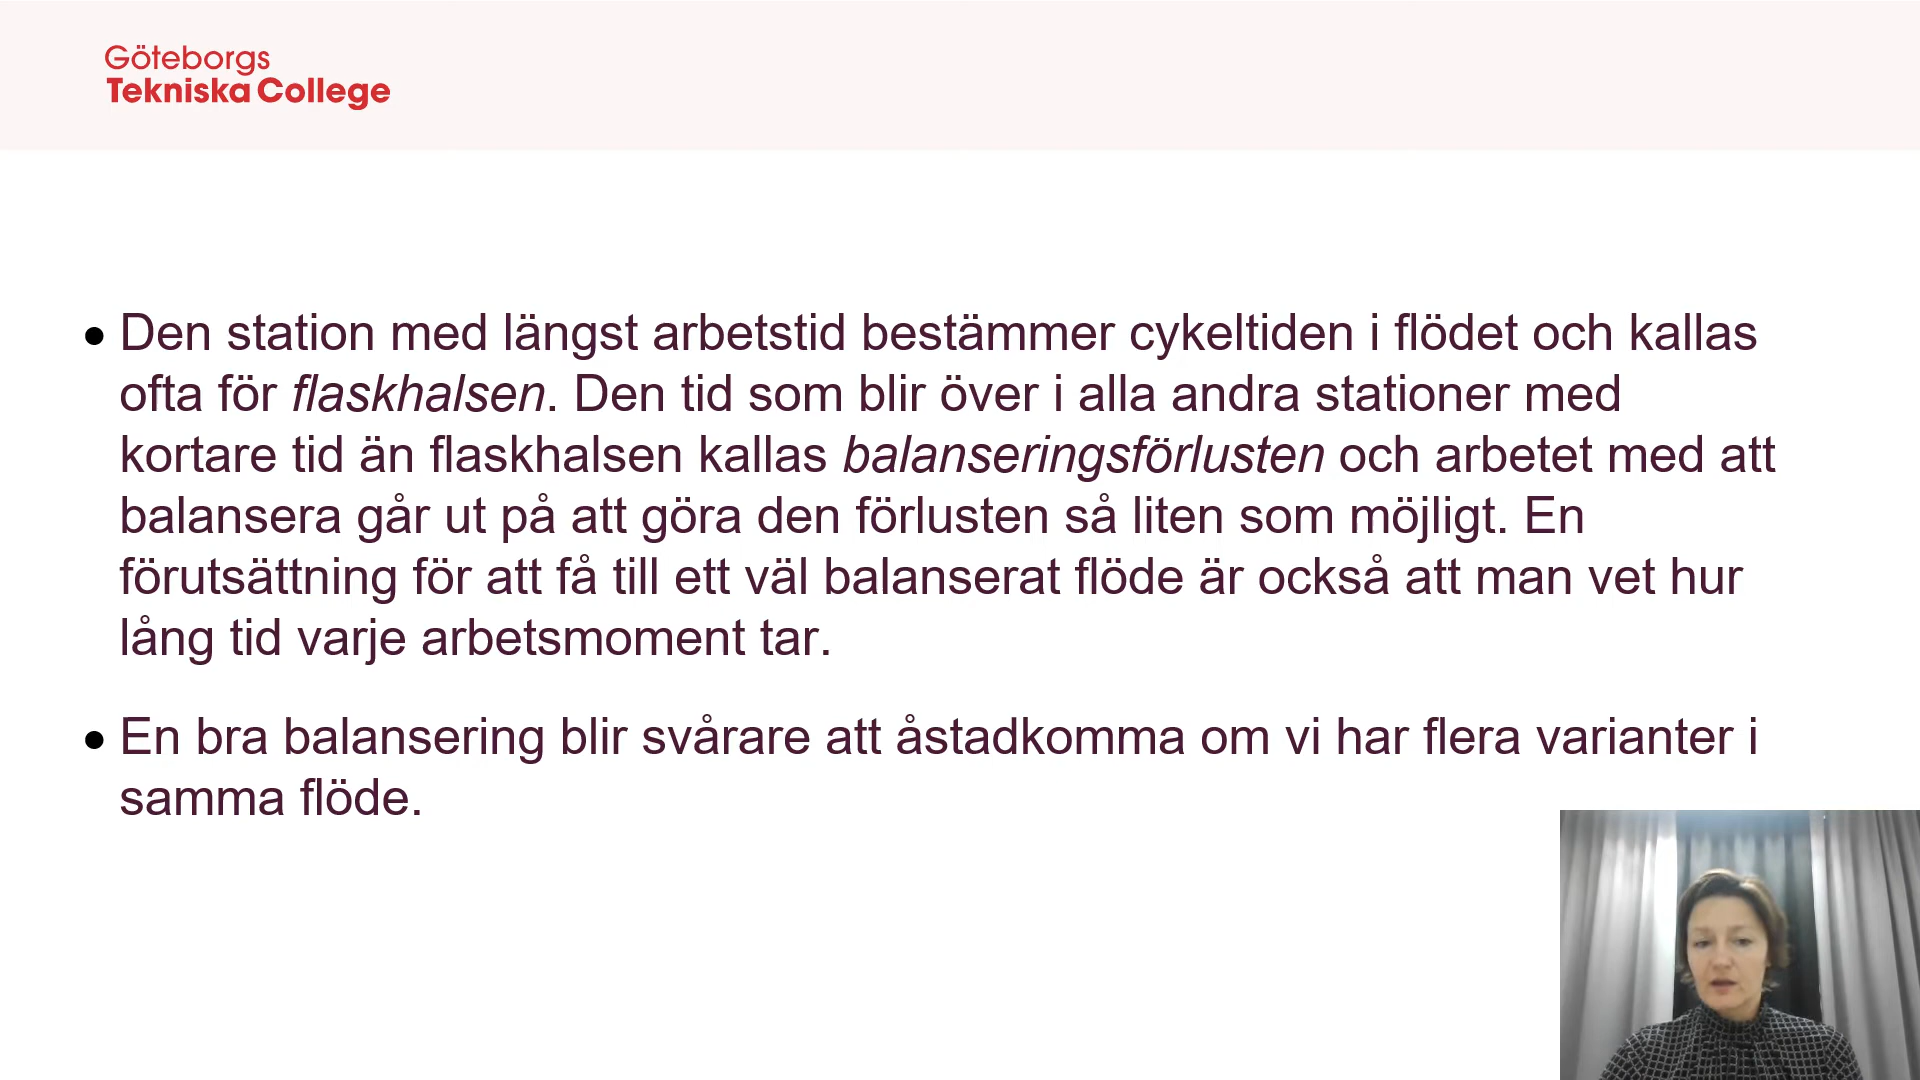 Göteborgs
Tekniska College
• Den station med längst arbetstid bestämmer cykeltiden i flödet och kallas
ofta för flaskhalsen. Den tid som blir över i alla andra stationer med
kortare tid än flaskhalsen kallas balanseringsförlusten och arbetet med att
balansera går ut på att göra den förlusten så liten som möjligt. En
förutsättning för att få till ett väl balanserat flöde är också att man vet hur
lång tid varje arbetsmoment tar.
• En bra balansering blir svårare att åstadkomma om vi har flera varianter i
samma flöde.